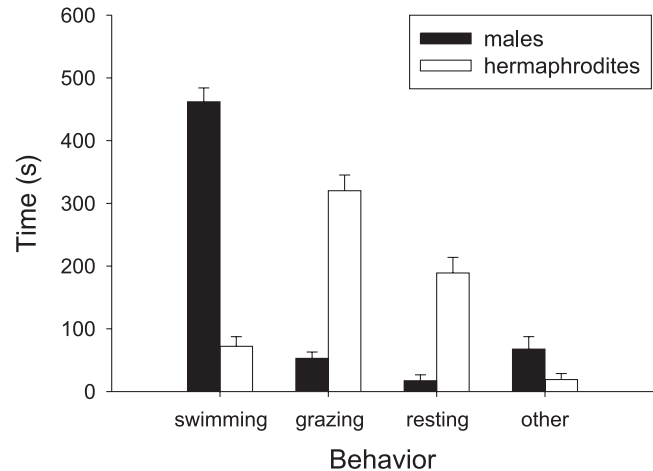 600
500
400
300
200
100
0
Time (s)
males
hermaphrodites
swimming grazing resting other
Behavior